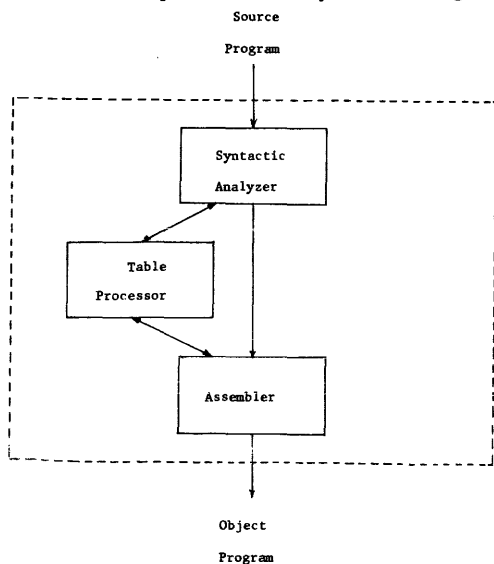 Source
Program
Syntactic
Analyzer
Table
Processor
Assembler
Object
Program